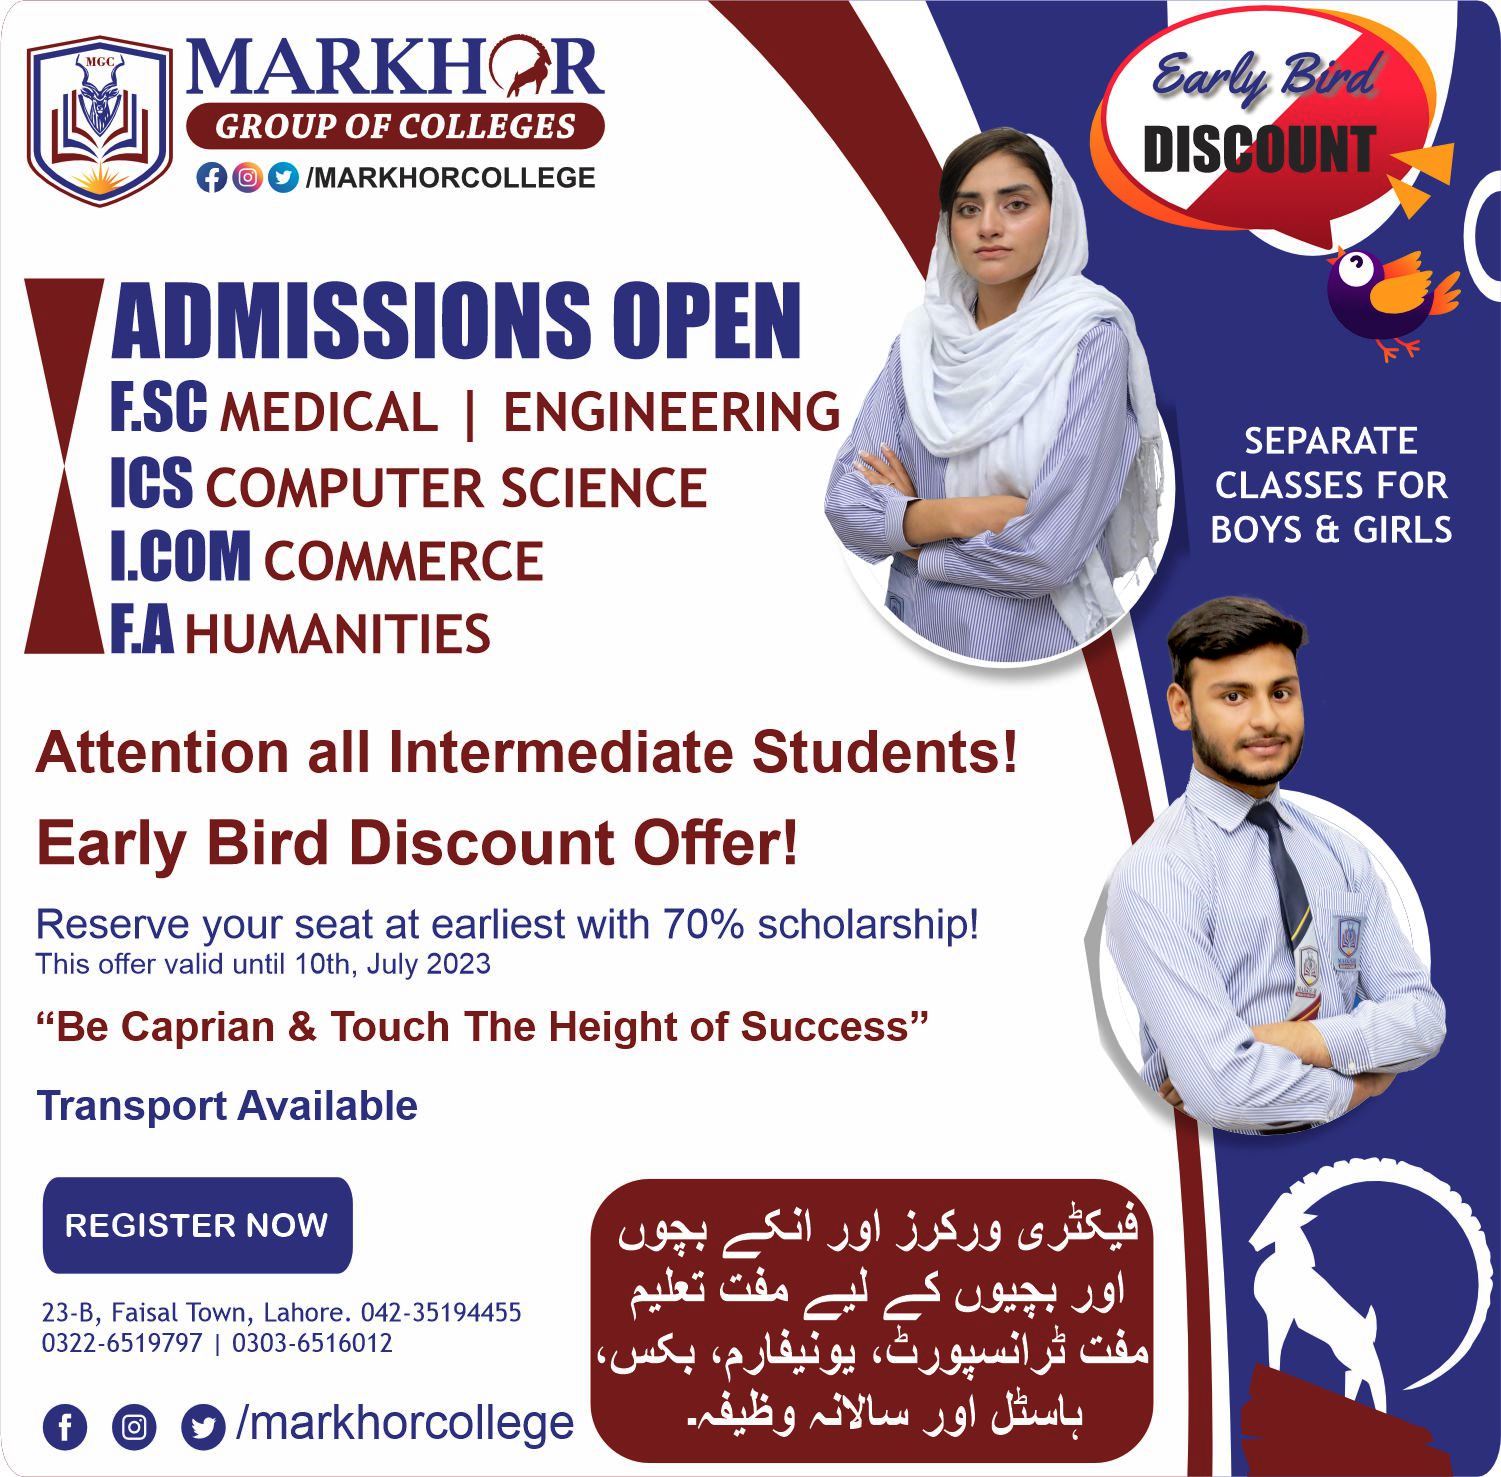 MGC
MARKHOR
GROUP OF COLLEGES
/MARKHORCOLLEGE
Early Bird
DISCOUNT
ADMISSIONS OPEN
F.SC MEDICAL | ENGINEERING
ICS COMPUTER SCIENCE
I.COM COMMERCE
F.A HUMANITIES
SEPARATE
CLASSES FOR
BOYS & GIRLS
Attention all Intermediate Students!
Early Bird Discount Offer!
Reserve your seat at earliest with 70% scholarship!
This offer valid until 10th, July 2023
“Be Caprian & Touch The Height of Success”
Transport Available
REGISTER NOW
23-B, Faisal Town, Lahore. 042-35194455
0322-6519797 | 0303-6516012
/markhorcollege
فیکٹری ورکرز اور انکے بچوں
اور بچیوں کے لیے مفت تعلیم
مفت ٹرانسپورٹ، یونیفارم، بکس،
ہاسٹل اور سالانہ وظیفہ۔